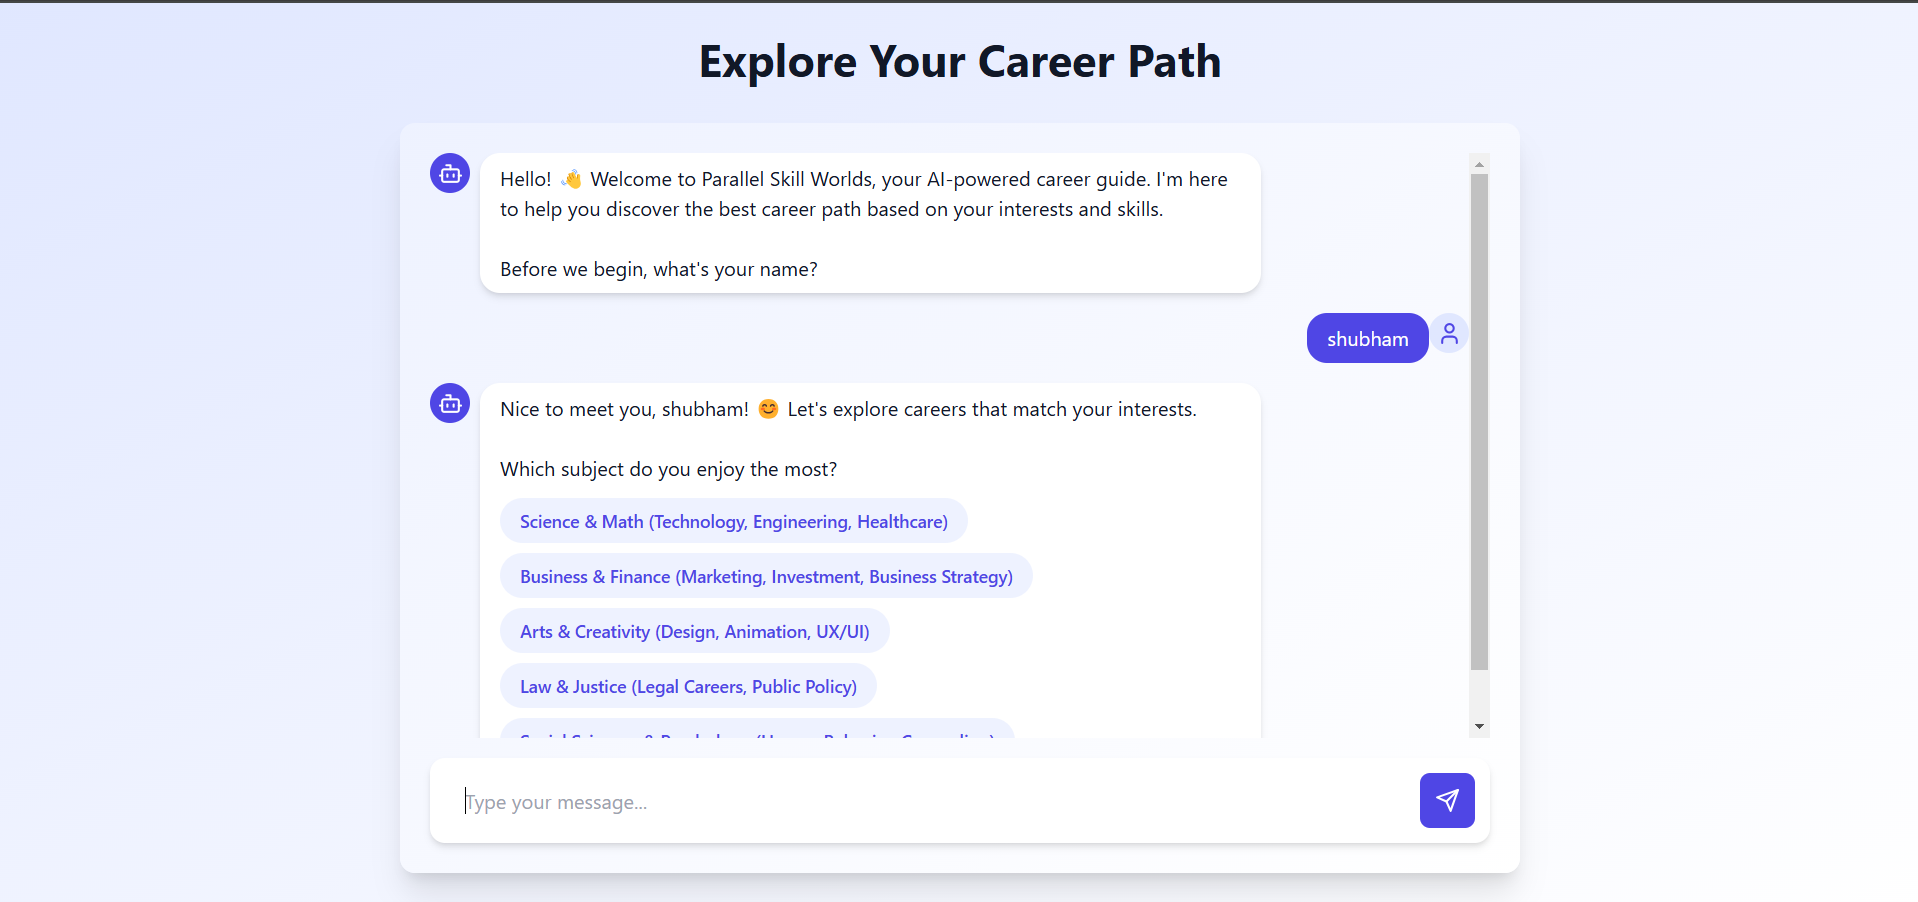 Explore Your Career Path
Hello! 👋 Welcome to Parallel Skill Worlds, your AI-powered career guide. I'm here
to help you discover the best career path based on your interests and skills.
Before we begin, what's your name?
shubham
Nice to meet you, shubham! 😊 Let's explore careers that match your interests.
Which subject do you enjoy the most?
Science & Math (Technology, Engineering, Healthcare)
Business & Finance (Marketing, Investment, Business Strategy)
Arts & Creativity (Design, Animation, UX/UI)
Law & Justice (Legal Careers, Public Policy)
Type your message...